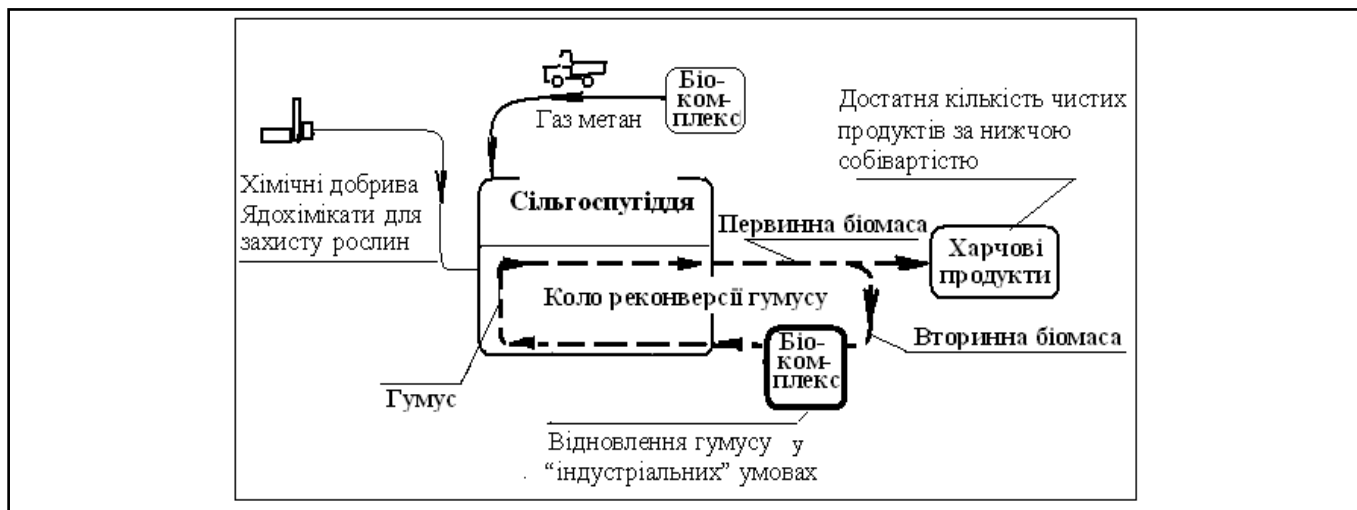 Біо-
ком-
плекс
Газ метан
Достатня кількість чистих
продуктів за нижчою
собівартістю
Хімічні добрива
Ядохімікати для
захисту рослин
Сільгоспугіддя
Первинна біомаса
Харчові
продукти
Коло реконверсії гумусу
Вторинна біомаса
Біо-
ком-
плекс
Гумус
Відновлення гумусу у
“індустріальних” умовах